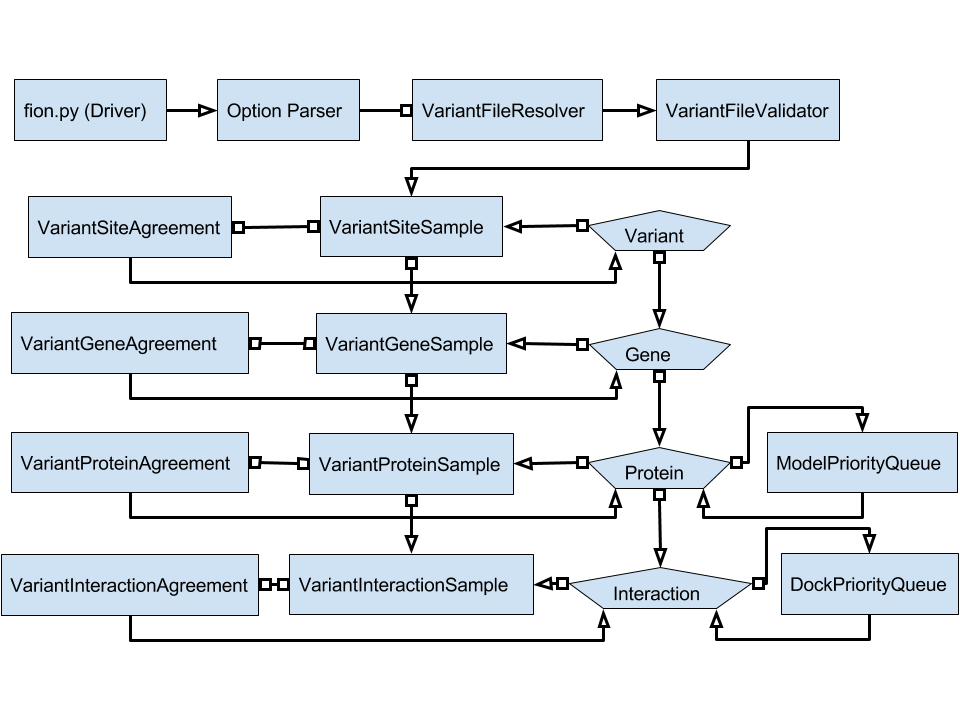 fion.py (Driver)
Option Parser
VariantFileResolver
VariantFileValidator
VariantSiteAgreement
VariantSiteSample
Variant
VariantGeneAgreement
VariantGeneSample
Gene
VariantProteinAgreement
VariantProteinSample
Protein
ModelPriorityQueue
VariantInteractionAgreement
VariantInteractionSample
Interaction
DockPriorityQueue